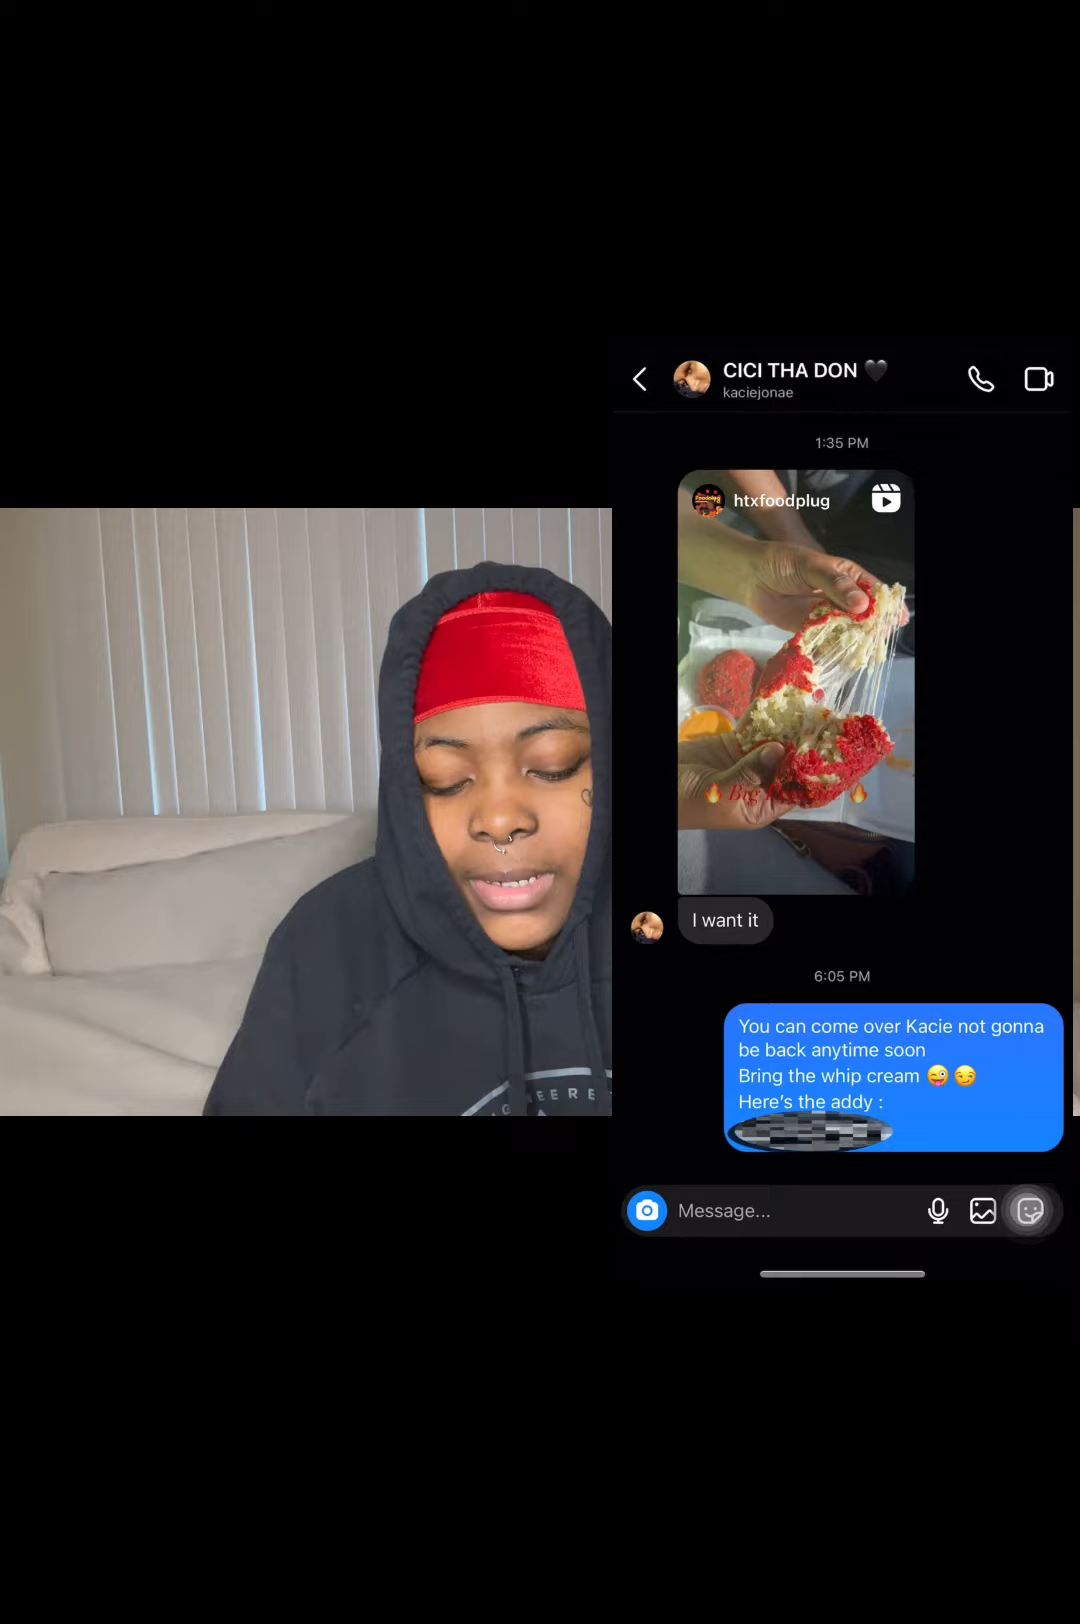 CICI THA DON 🖤
kaciejonae
1:35 PM
htxfoodplug
🔥 Big 🔥
I want it
6:05 PM
You can come over Kacie not gonna
be back anytime soon
Bring the whip cream 😜😏
Here's the addy :
Message...